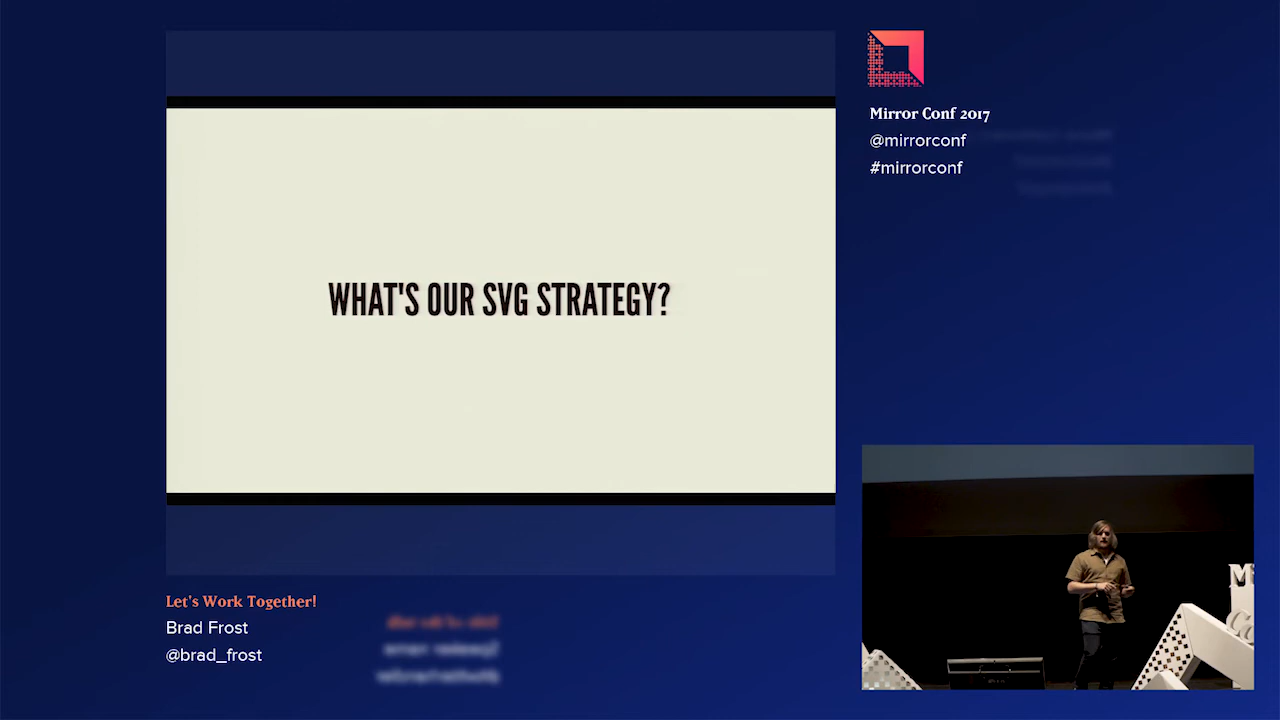 WHAT'S OUR SVG STRATEGY?
Mirror Conf 2017
@mirrorconf
#mirrorconf
Let's Work Together!
Brad Frost
@brad_frost